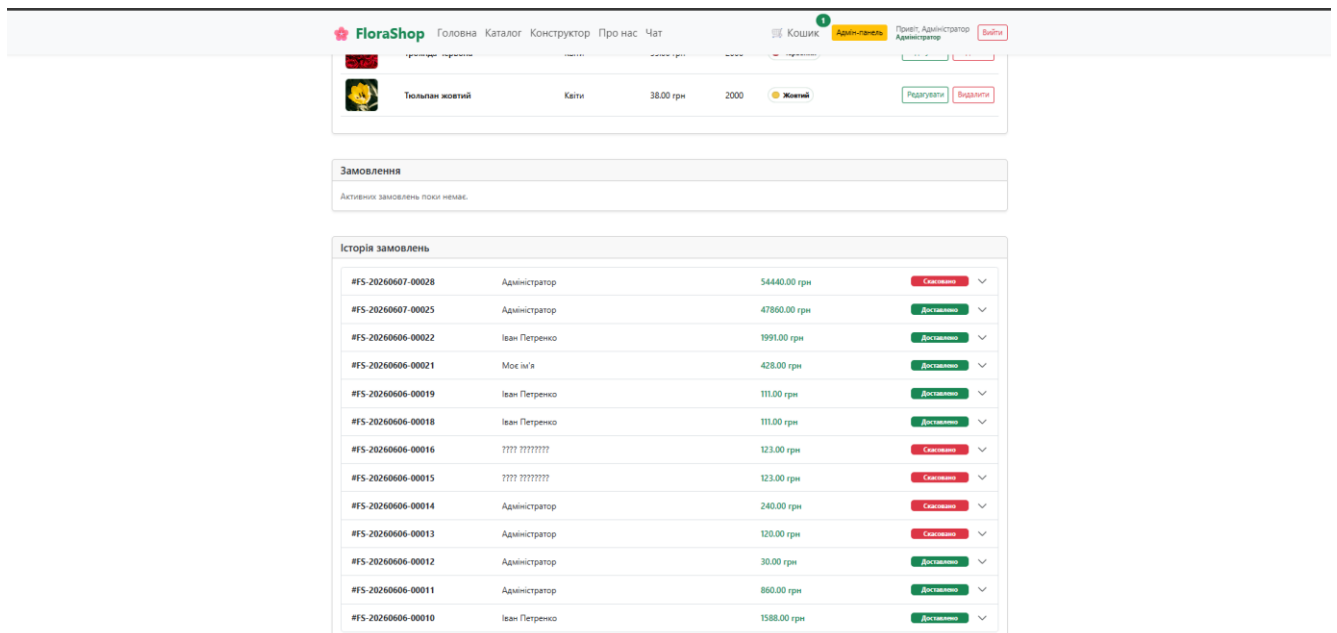 1
FloraShop Головна Каталог Конструктор Про нас Чат Кошик Адмін-панель Привіт, Адміністратор Вийти
Адміністратор
Тюльпан жовтий Квіти 38.00 грн 2000 Жовтий Редагувати Видалити
Замовлення
Активних замовлень поки немає.
Історія замовлень
#FS-20260607-00028 Адміністратор 54440.00 грн Скасовано
#FS-20260607-00025 Адміністратор 47860.00 грн Доставлено
#FS-20260606-00022 Іван Петренко 1991.00 грн Доставлено
#FS-20260606-00021 Моє ім'я 428.00 грн Доставлено
#FS-20260606-00019 Іван Петренко 111.00 грн Доставлено
#FS-20260606-00018 Іван Петренко 111.00 грн Доставлено
#FS-20260606-00016 ???? ???????? 123.00 грн Скасовано
#FS-20260606-00015 ???? ???????? 123.00 грн Скасовано
#FS-20260606-00014 Адміністратор 240.00 грн Скасовано
#FS-20260606-00013 Адміністратор 120.00 грн Скасовано
#FS-20260606-00012 Адміністратор 30.00 грн Доставлено
#FS-20260606-00011 Адміністратор 860.00 грн Доставлено
#FS-20260606-00010 Іван Петренко 1588.00 грн Доставлено